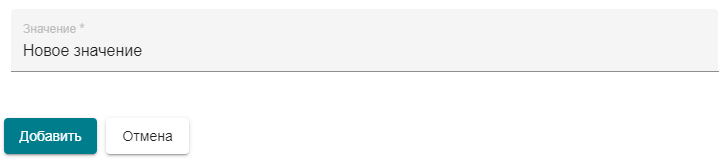 Значение *
Новое значение
Добавить
Отмена